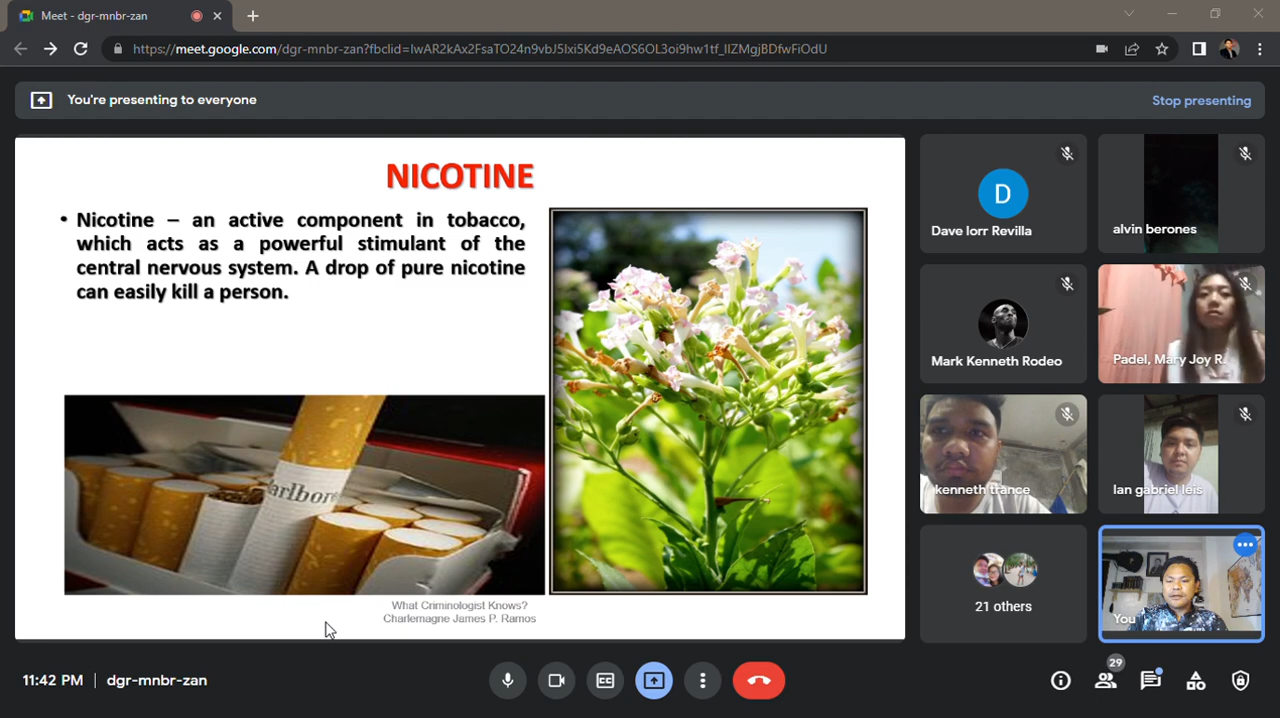 Meet - dgr-mnbr-zan
https://meet.google.com/dgr-mnbr-zan?fbclid=IwAR2kAx2FsaTO24n9vbJ5Ixi5Kd9eAOS6OL3oi9hw1tf_IIZMgjBDfwFiOdU
You're presenting to everyone
Stop presenting
NICOTINE
• Nicotine – an active component in tobacco,
which acts as a powerful stimulant of the
central nervous system. A drop of pure nicotine
can easily kill a person.
arlboro
What Criminologist Knows?
Charlemagne James P. Ramos
D
Dave lorr Revilla
alvin berones
Mark Kenneth Rodeo
Padel, Mary Joy R.
kenneth trance
Ian gabriel leis
21 others
You
11:42 PM
dgr-mnbr-zan
29